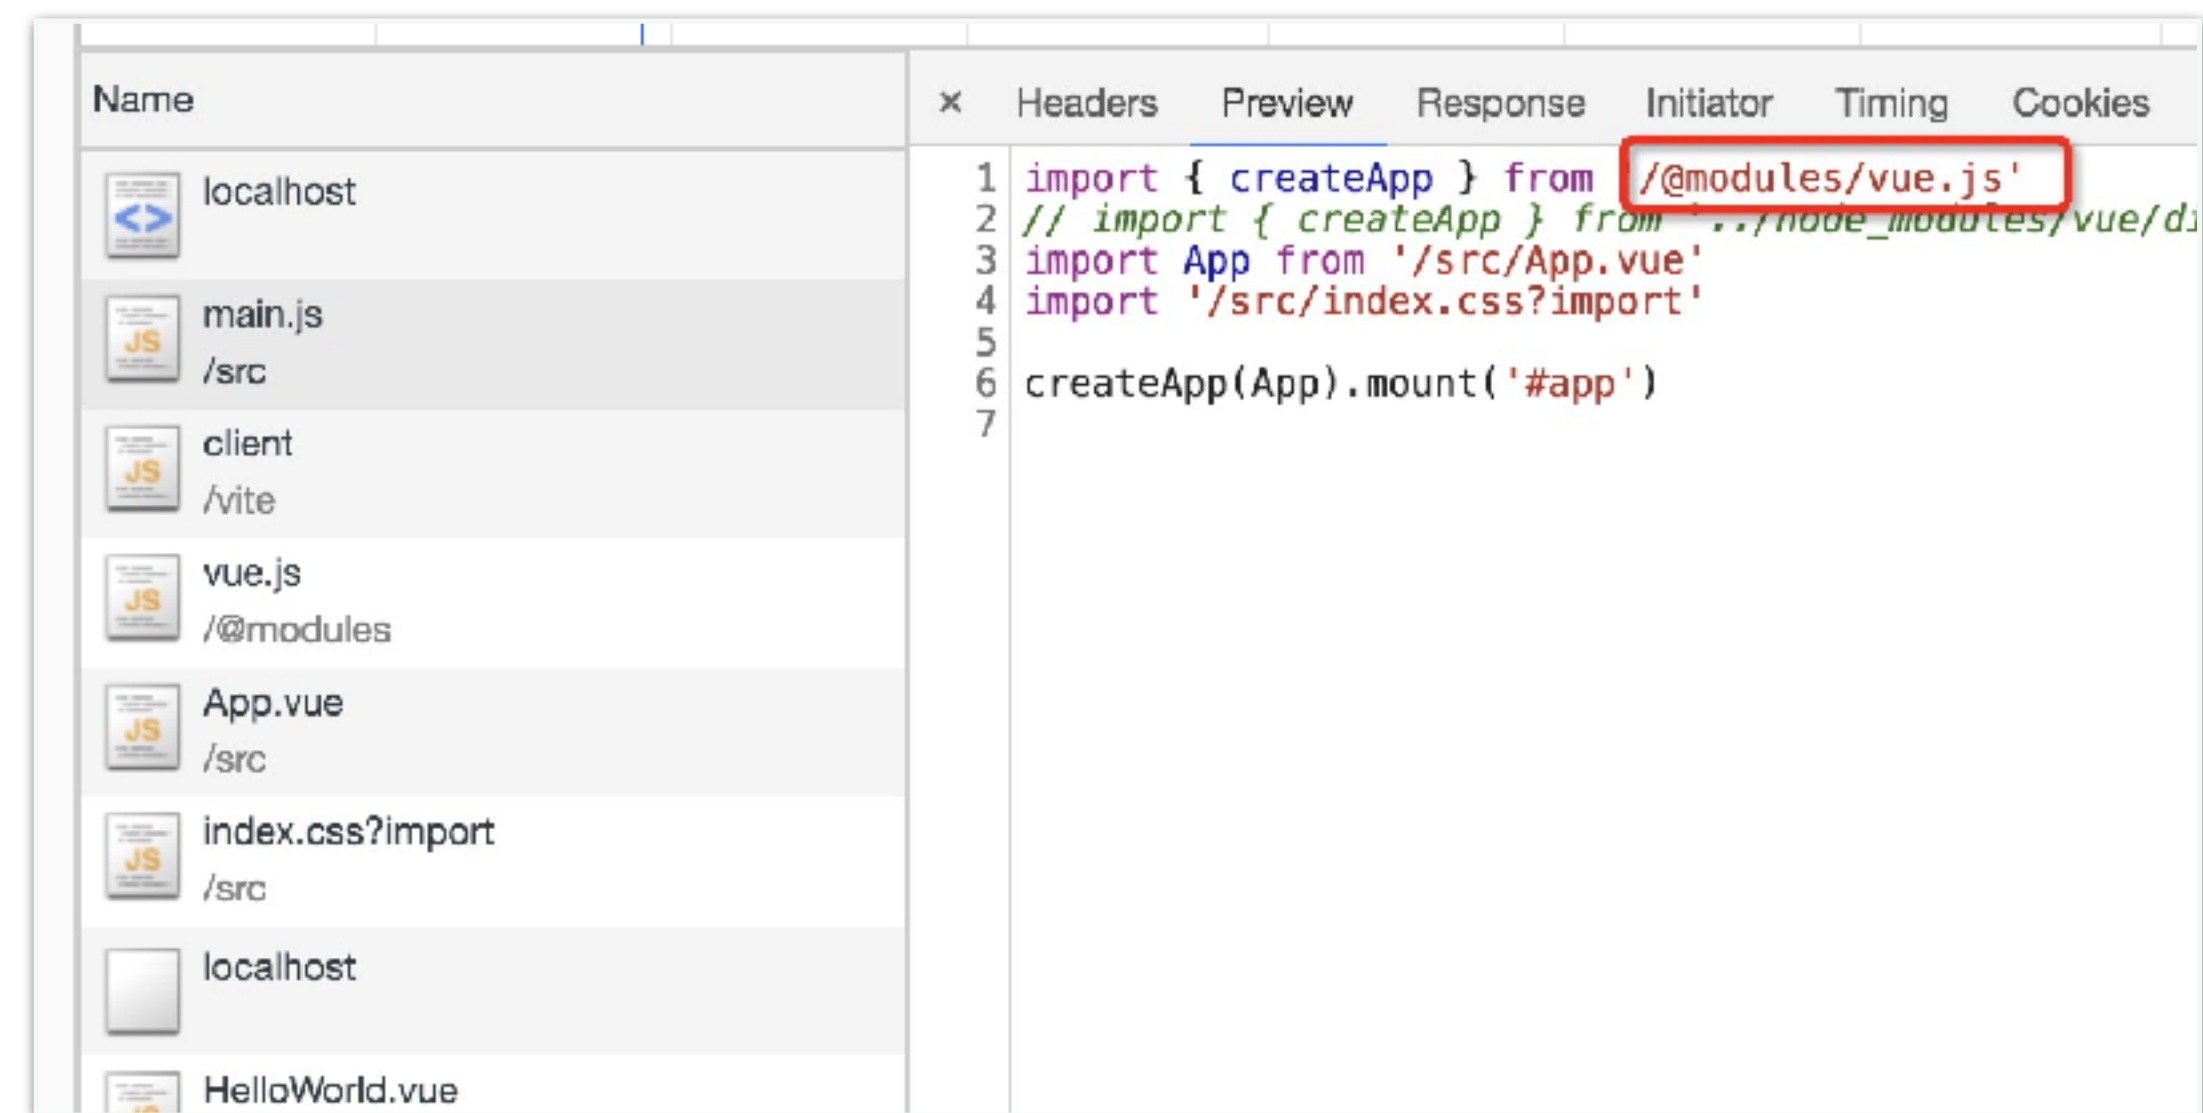 Name
localhost
main.js
/src
client
/vite
vue.js
/@modules
App.vue
/src
index.css?import
/src
localhost
HelloWorld.vue
× Headers Preview Response Initiator Timing Cookies
1 import { createApp } from '/@modules/vue.js'
2 // import { createApp } from '../node_modules/vue/di
3 import App from '/src/App.vue'
4 import '/src/index.css?import'
5
6 createApp(App).mount('#app')
7